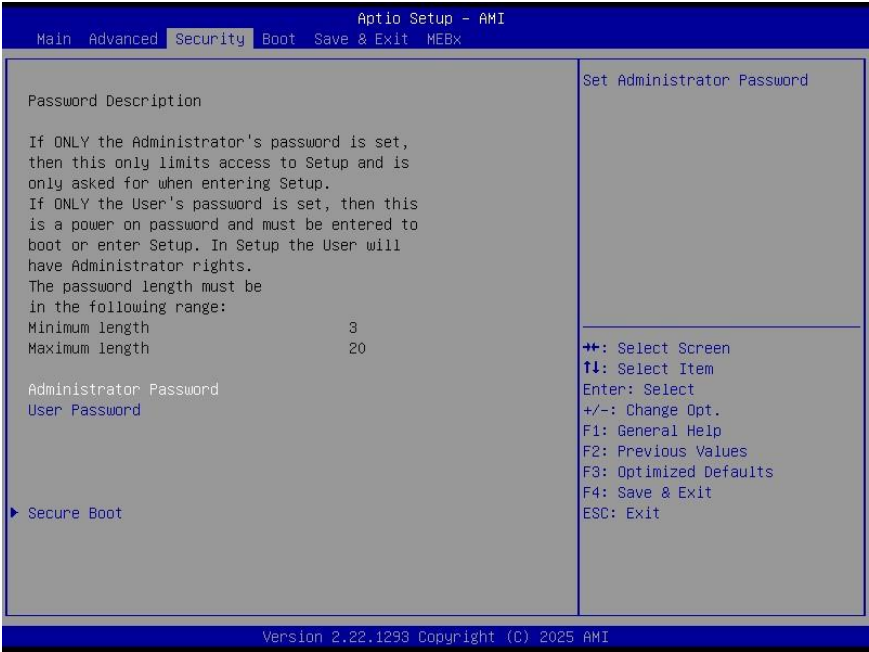 Aptio Setup – AMI
Main Advanced Security Boot Save & Exit MEBx
Password Description
If ONLY the Administrator's password is set,
then this only limits access to Setup and is
only asked for when entering Setup.
If ONLY the User's password is set, then this
is a power on password and must be entered to
boot or enter Setup. In Setup the User will
have Administrator rights.
The password length must be
in the following range:
Minimum length 3
Maximum length 20
Administrator Password
User Password
Secure Boot
Set Administrator Password
→←: Select Screen
↑↓: Select Item
Enter: Select
+/-: Change Opt.
F1: General Help
F2: Previous Values
F3: Optimized Defaults
F4: Save & Exit
ESC: Exit
Version 2.22.1293 Copyright (C) 2025 AMI